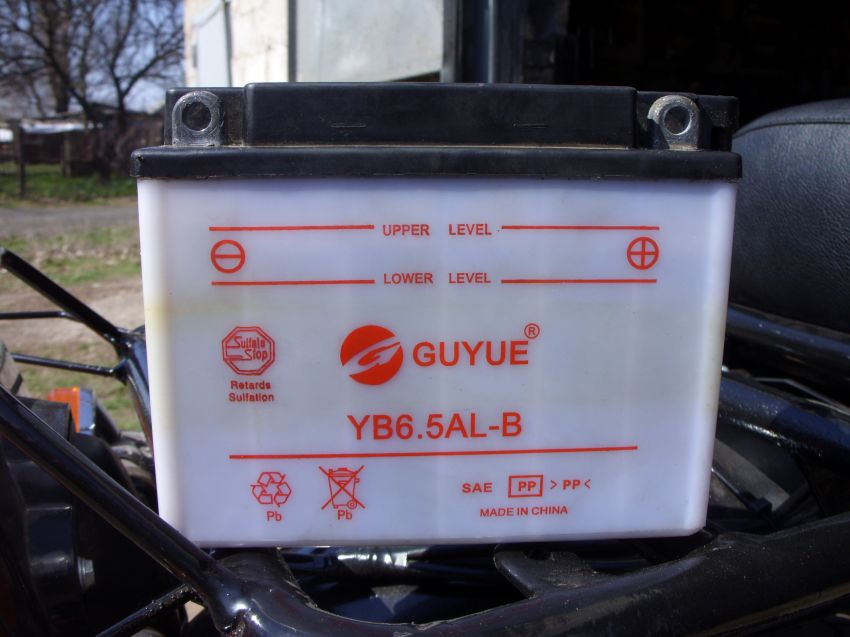 UPPER LEVEL
⊖ ⊕
LOWER LEVEL
Sulfate
Stop
Retards
Sulfation
GUYUE®
YB6.5AL-B
Pb
Pb
SAE PP >PP<
MADE IN CHINA